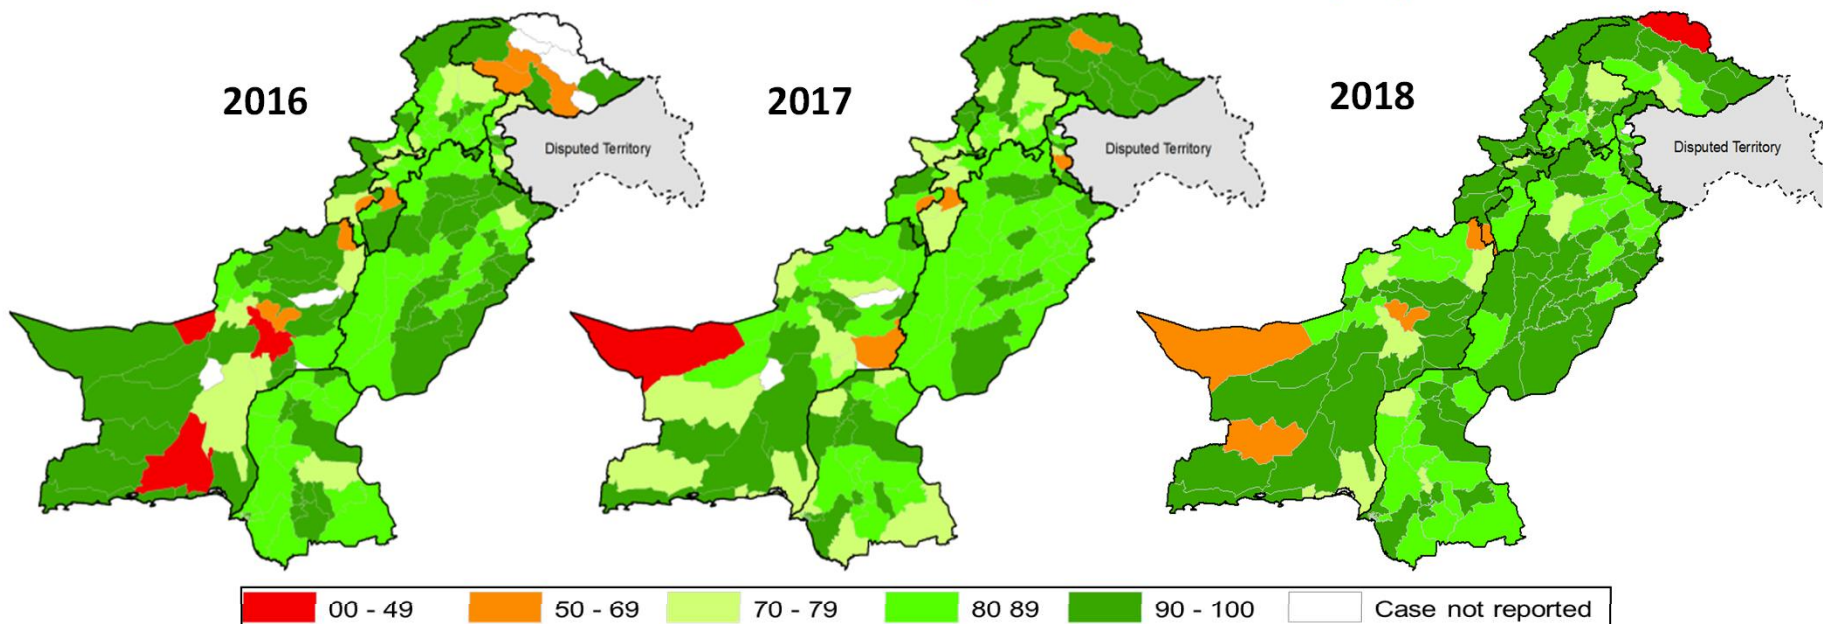 2016
2017
2018
Disputed Territory
Disputed Territory
Disputed Territory
00 - 49
50 - 69
70 - 79
80 89
90 - 100
Case not reported